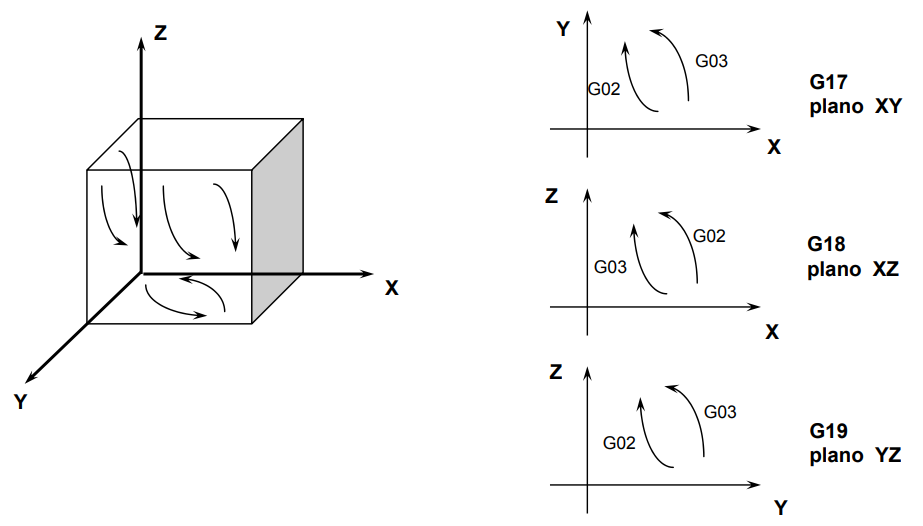 Z
X
Y
Y
G02
G03
X
G17
plano XY
Z
G03
G02
X
G18
plano XZ
Z
G02
G03
Y
G19
plano YZ